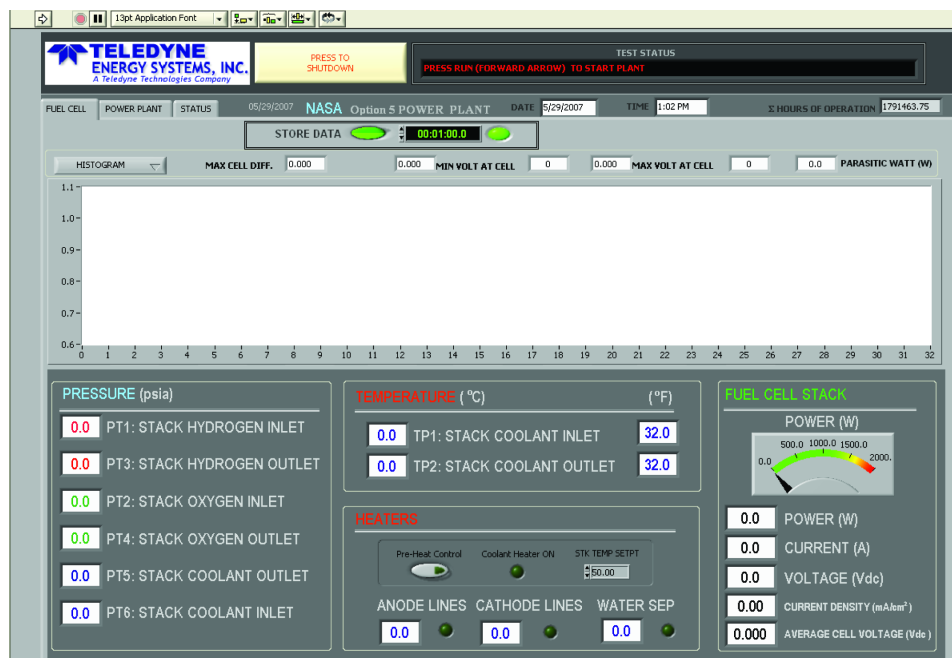 13pt Application Font
TELEDYNE
ENERGY SYSTEMS, INC.
A Teledyne Technologies Company
PRESS TO
SHUTDOWN
TEST STATUS
PRESS RUN (FORWARD ARROW) TO START PLANT
FUEL CELL POWER PLANT STATUS 05/29/2007 NASA Option 5 POWER PLANT DATE 5/29/2007 TIME 1:02 PM Σ HOURS OF OPERATION 1791463.75
STORE DATA 00:01:00.0
HISTOGRAM MAX CELL DIFF. 0.000 0.000 MIN VOLT AT CELL 0 0.000 MAX VOLT AT CELL 0 0.0 PARASITIC WATT (W)
1.1
1.0
0.9
0.8
0.7
0.6
0 1 2 3 4 5 6 7 8 9 10 11 12 13 14 15 16 17 18 19 20 21 22 23 24 25 26 27 28 29 30 31 32
PRESSURE (psia)
0.0 PT1: STACK HYDROGEN INLET
0.0 PT3: STACK HYDROGEN OUTLET
0.0 PT2: STACK OXYGEN INLET
0.0 PT4: STACK OXYGEN OUTLET
0.0 PT5: STACK COOLANT OUTLET
0.0 PT6: STACK COOLANT INLET
TEMPERATURE (°C) (°F)
0.0 TP1: STACK COOLANT INLET 32.0
0.0 TP2: STACK COOLANT OUTLET 32.0
HEATERS
Pre-Heat Control Coolant Heater ON STK TEMP SETPT
50.00
ANODE LINES CATHODE LINES WATER SEP
0.0 0.0 0.0
FUEL CELL STACK
POWER (W)
0.0 500.0 1000.0 1500.0 2000.
0.0 POWER (W)
0.0 CURRENT (A)
0.0 VOLTAGE (Vdc)
0.00 CURRENT DENSITY (mA/cm²)
0.000 AVERAGE CELL VOLTAGE (Vdc)